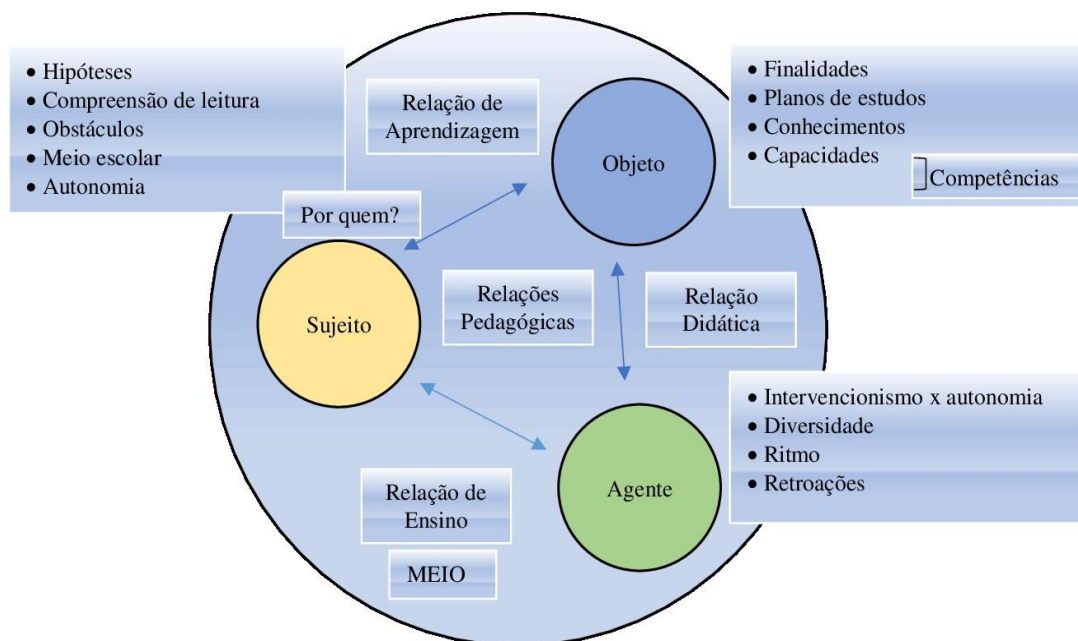 • Hipóteses
• Compreensão de leitura
• Obstáculos
• Meio escolar
• Autonomia
Por quem?
Relação de
Aprendizagem
Objeto
• Finalidades
• Planos de estudos
• Conhecimentos
• Capacidades
Competências
Sujeito
Relações
Pedagógicas
Relação
Didática
Agente
• Intervencionismo x autonomia
• Diversidade
• Ritmo
• Retroações
Relação de
Ensino
MEIO